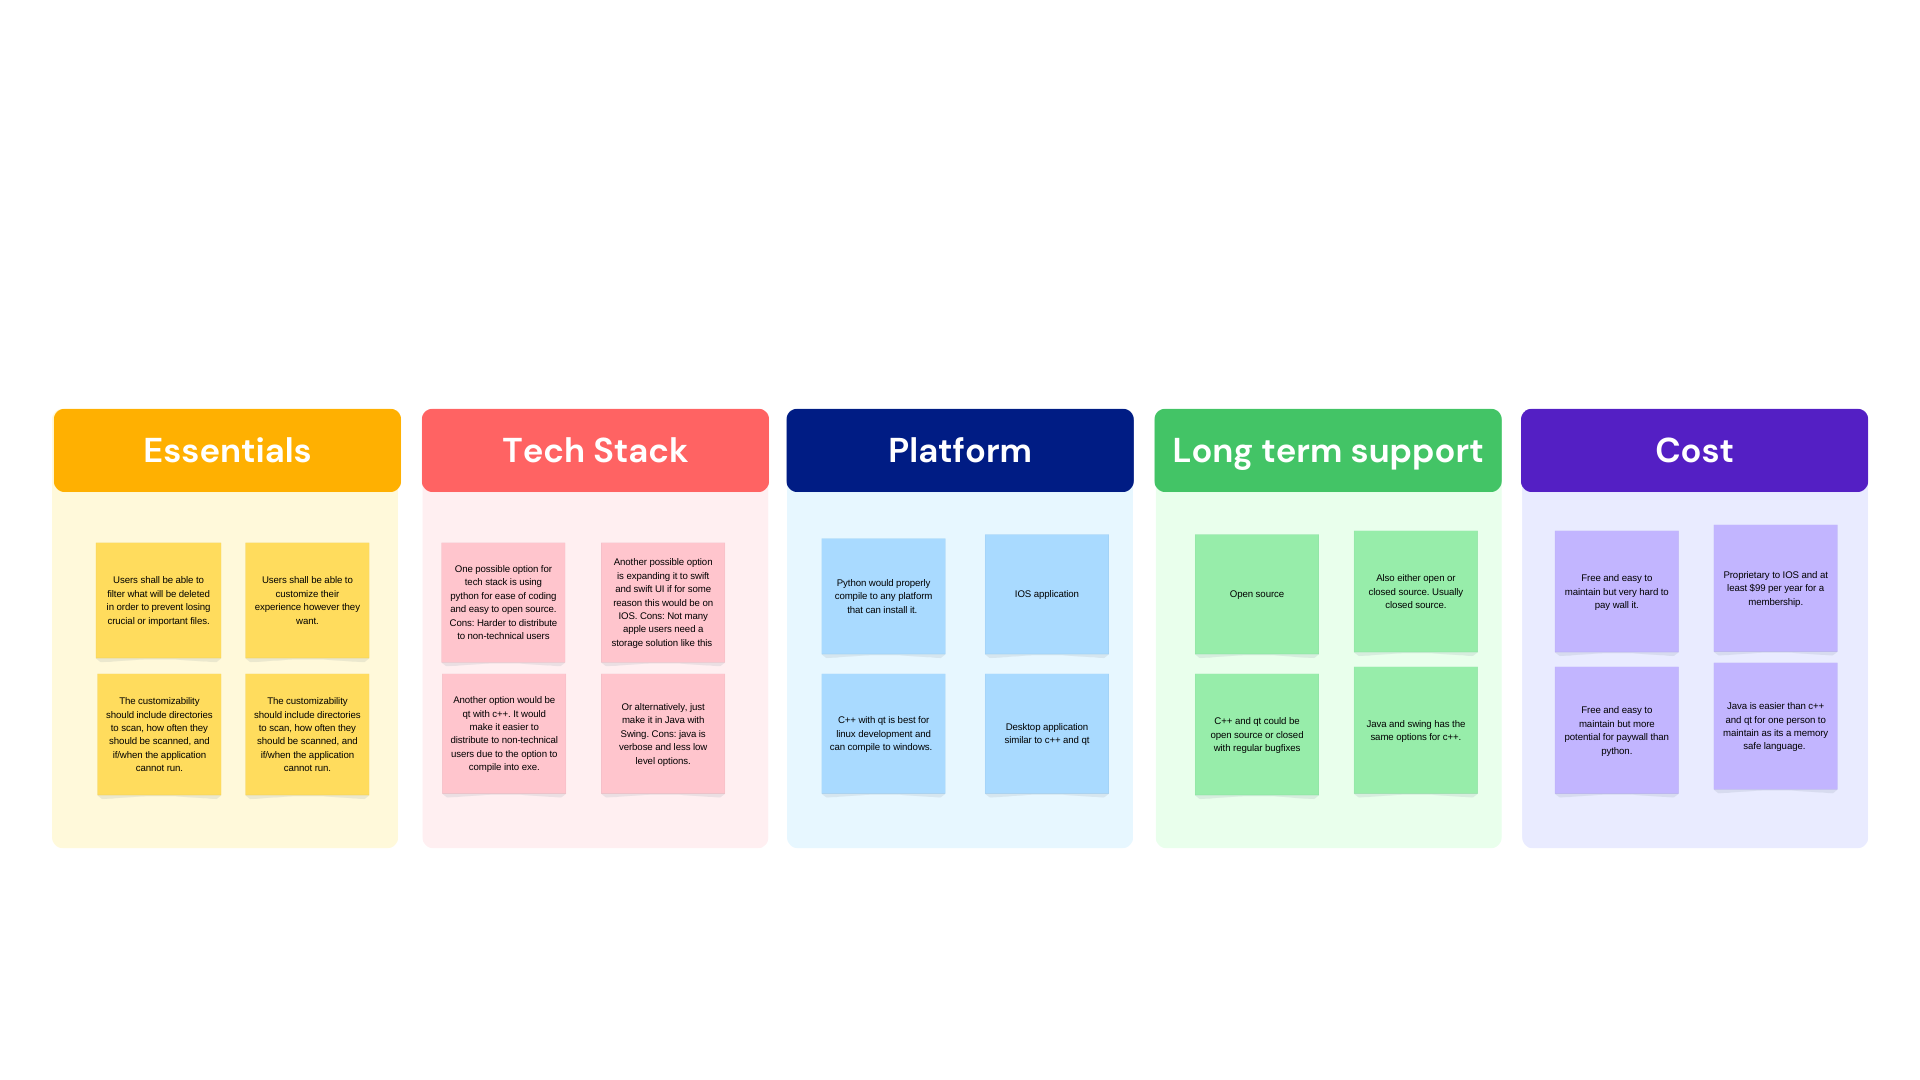 Essentials
Users shall be able to
filter what will be deleted
in order to prevent losing
crucial or important files.
Users shall be able to
customize their
experience however they
want.
The customizability
should include directories
to scan, how often they
should be scanned, and
if/when the application
cannot run.
The customizability
should include directories
to scan, how often they
should be scanned, and
if/when the application
cannot run.
Tech Stack
One possible option for
tech stack is using
python for ease of coding
and easy to open source.
Cons: Harder to distribute
to non-technical users
Another possible option
is expanding it to swift
and swift UI if for some
reason this would be on
IOS. Cons: Not many
apple users need a
storage solution like this
Another option would be
qt with c++. It would
make it easier to
distribute to non-technical
users due to the option to
compile into exe.
Or alternatively, just
make it in Java with
Swing. Cons: java is
verbose and less low
level options.
Platform
Python would properly
compile to any platform
that can install it.
IOS application
C++ with qt is best for
linux development and
can compile to windows.
Desktop application
similar to c++ and qt
Long term support
Open source
Also either open or
closed source. Usually
closed source.
C++ and qt could be
open source or closed
with regular bugfixes
Java and swing has the
same options for c++.
Cost
Free and easy to
maintain but very hard to
pay wall it.
Proprietary to IOS and at
least $99 per year for a
membership.
Free and easy to
maintain but more
potential for paywall than
python.
Java is easier than c++
and qt for one person to
maintain as its a memory
safe language.